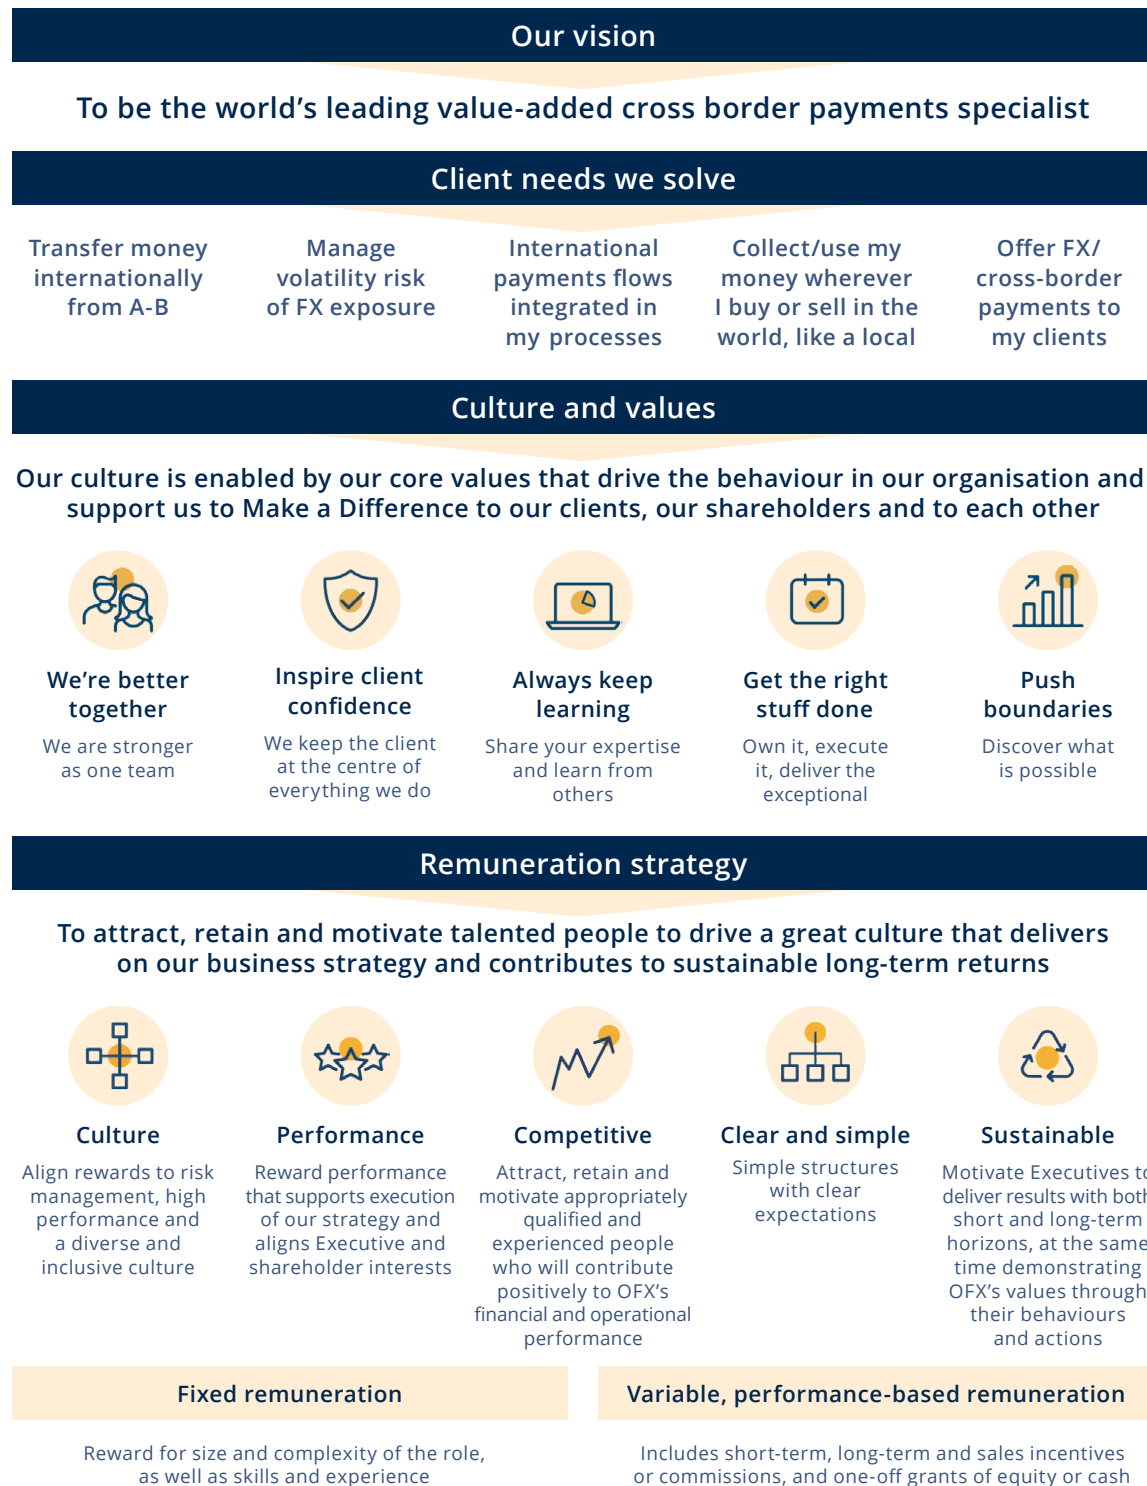 Our vision
To be the world's leading value-added cross border payments specialist
Client needs we solve
Transfer money
internationally
from A-B
Manage
volatility risk
of FX exposure
International
payments flows
integrated in
my processes
Collect/use my
money wherever
I buy or sell in the
world, like a local
Offer FX/
cross-border
payments to
my clients
Culture and values
Our culture is enabled by our core values that drive the behaviour in our organisation and
support us to Make a Difference to our clients, our shareholders and to each other
We're better
together
We are stronger
as one team
Inspire client
confidence
We keep the client
at the centre of
everything we do
Always keep
learning
Share your expertise
and learn from
others
Get the right
stuff done
Own it, execute
it, deliver the
exceptional
Push
boundaries
Discover what
is possible
Remuneration strategy
To attract, retain and motivate talented people to drive a great culture that delivers
on our business strategy and contributes to sustainable long-term returns
Culture
Align rewards to risk
management, high
performance and
a diverse and
inclusive culture
Performance
Reward performance
that supports execution
of our strategy and
aligns Executive and
shareholder interests
Competitive
Attract, retain and
motivate appropriately
qualified and
experienced people
who will contribute
positively to OFX's
financial and operational
performance
Clear and simple
Simple structures
with clear
expectations
Sustainable
Motivate Executives to
deliver results with both
short and long-term
horizons, at the same
time demonstrating
OFX's values through
their behaviours
and actions
Fixed remuneration
Reward for size and complexity of the role,
as well as skills and experience
Variable, performance-based remuneration
Includes short-term, long-term and sales incentives
or commissions, and one-off grants of equity or cash